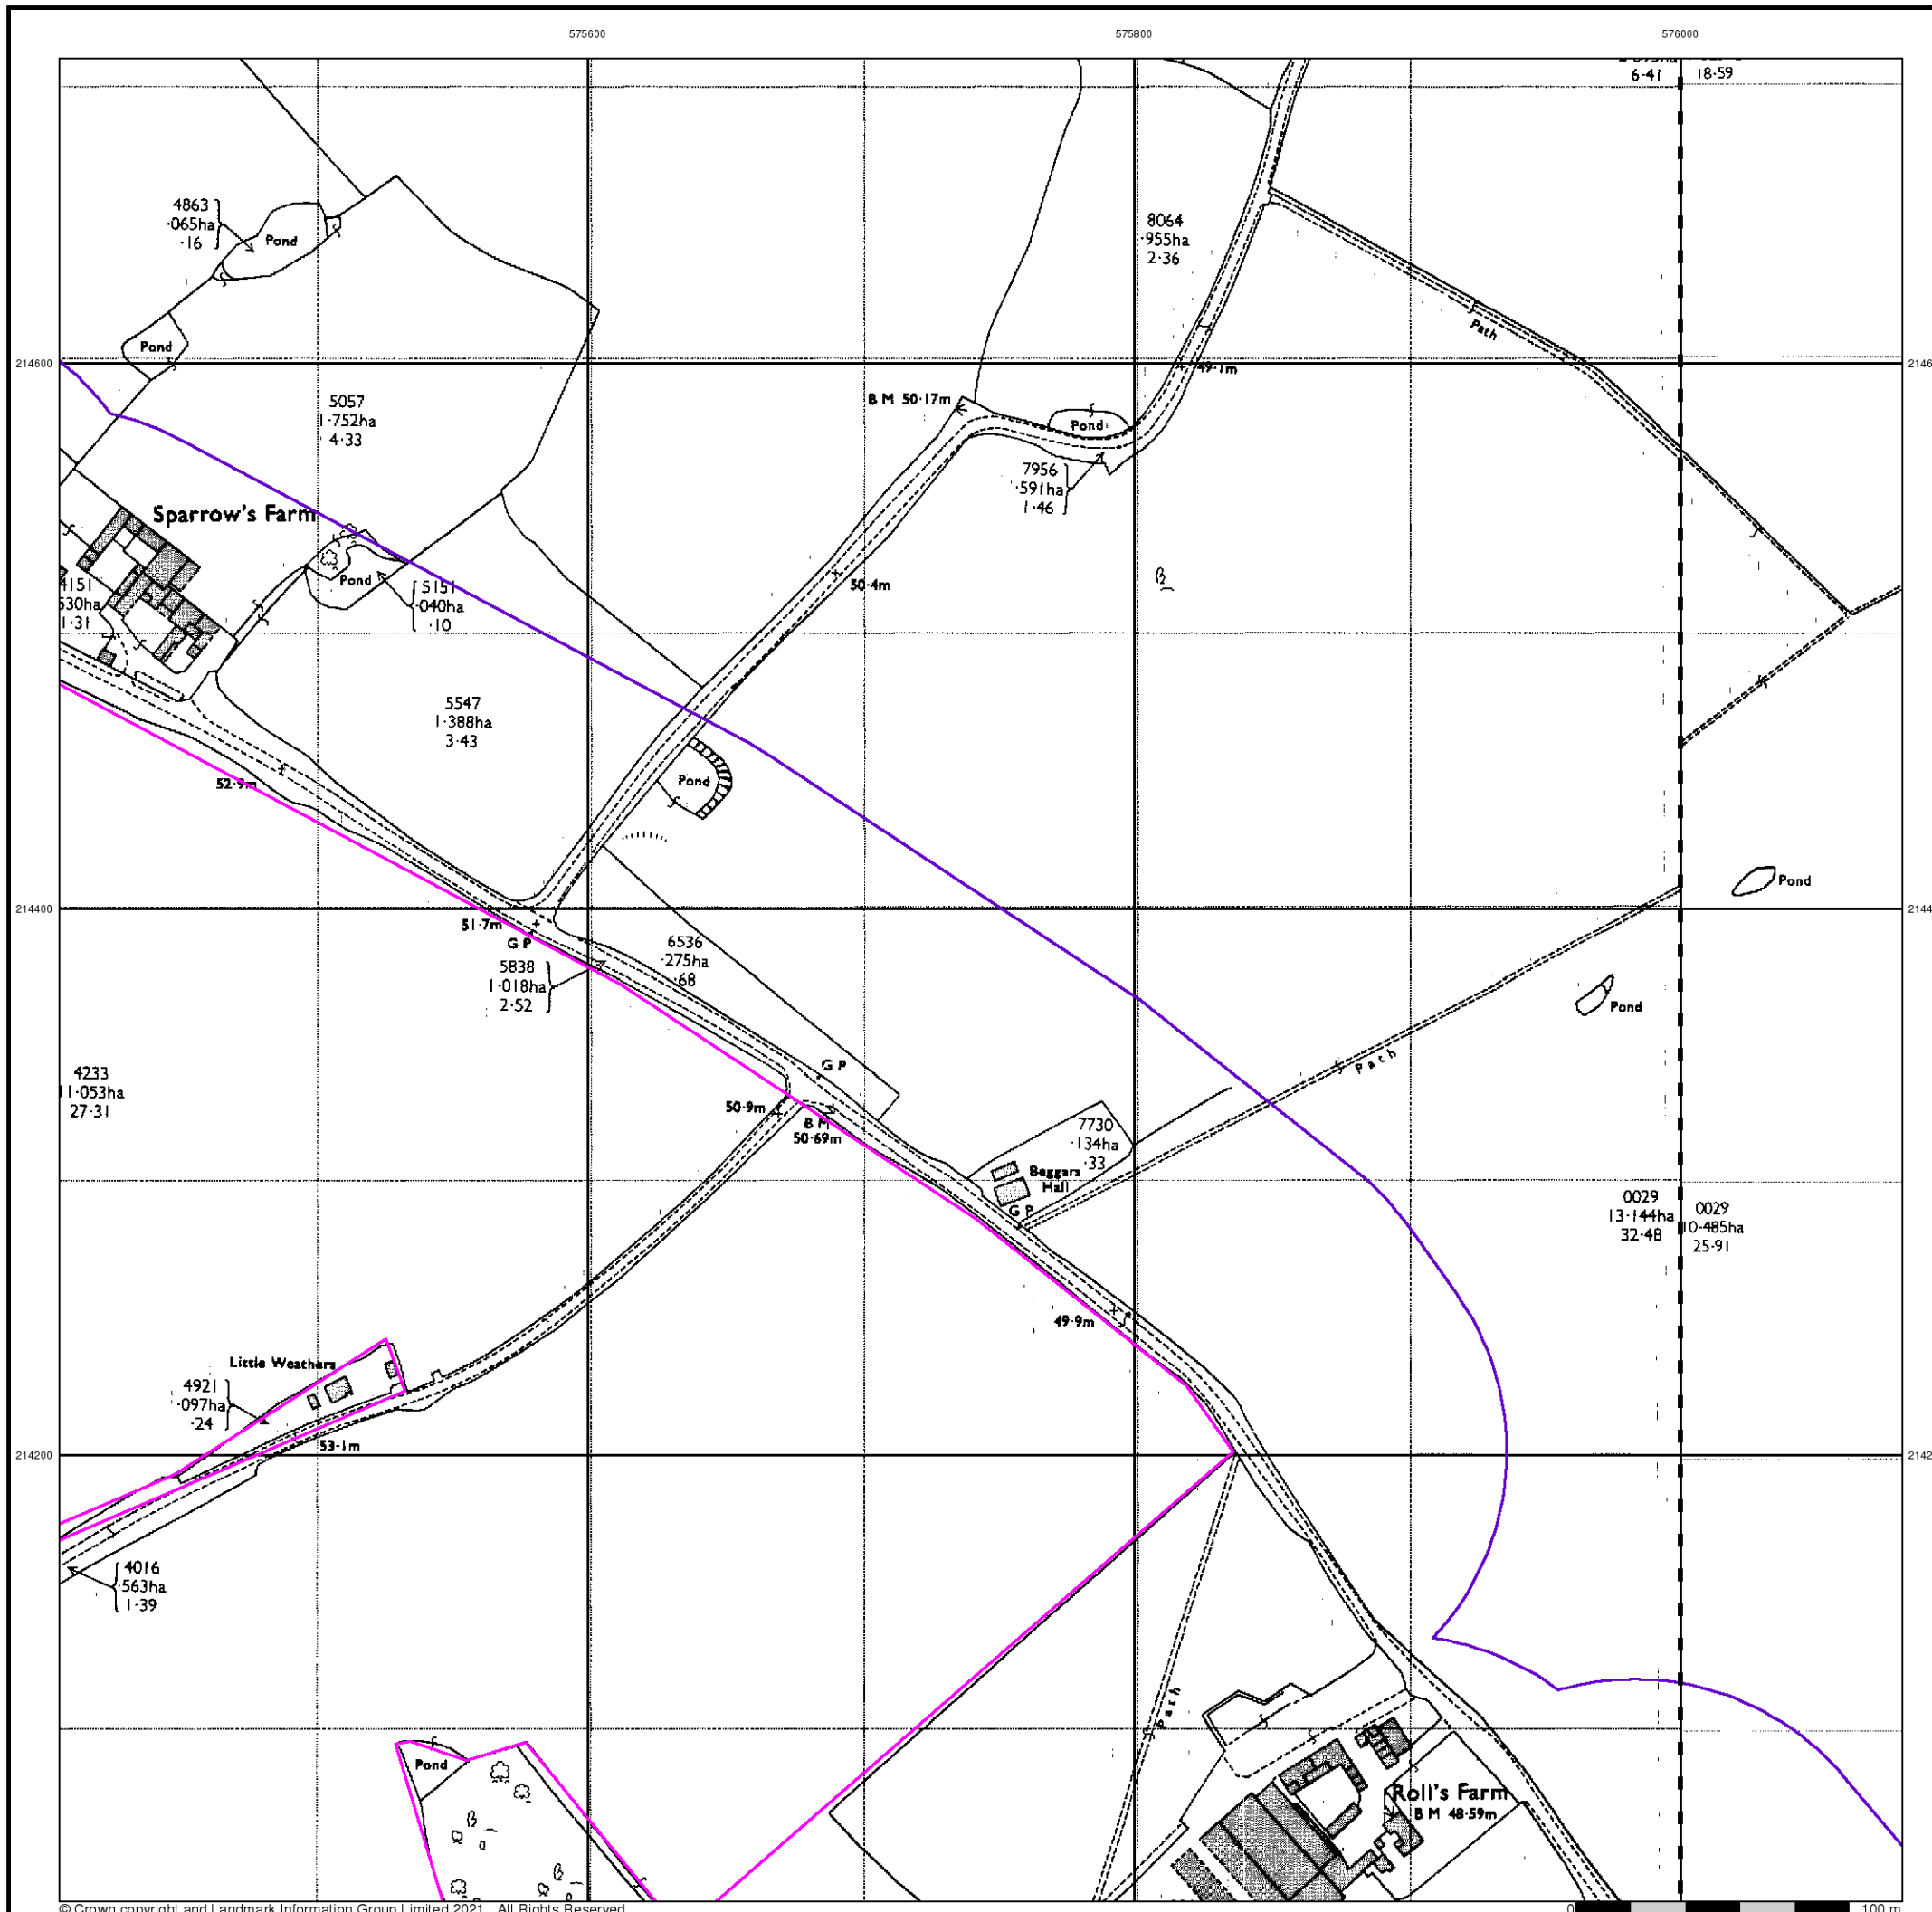 575600
575800
576000
6·41
18·59
4863
·065ha
·16
Pond
8064
·955ha
2·36
Pond
Path
214600
49·1m
B M 50·17m
5057
1·752ha
4·33
Pond
7956
·591ha
1·46
Sparrow's Farm
Pond
5151
·040ha
·10
50·4m
4151
530ha
1·31
5547
1·388ha
3·43
52·9m
Pond
Pond
214400
51·7m
G P
6536
·275ha
·68
5838
1·018ha
2·52
Pond
Path
G P
4233
11·053ha
27·31
50·9m
B M
50·69m
7730
·134ha
·33
Beggars
Hall
G P
0029
13·144ha
32·48
0029
10·485ha
25·91
49·9m
Little Weathers
4921
·097ha
·24
53·1m
214200
4016
·563ha
1·39
Path
Pond
Roll's Farm
B M 48·59m
© Crown copyright and Landmark Information Group Limited 2021. All Rights Reserved.
0
100 m